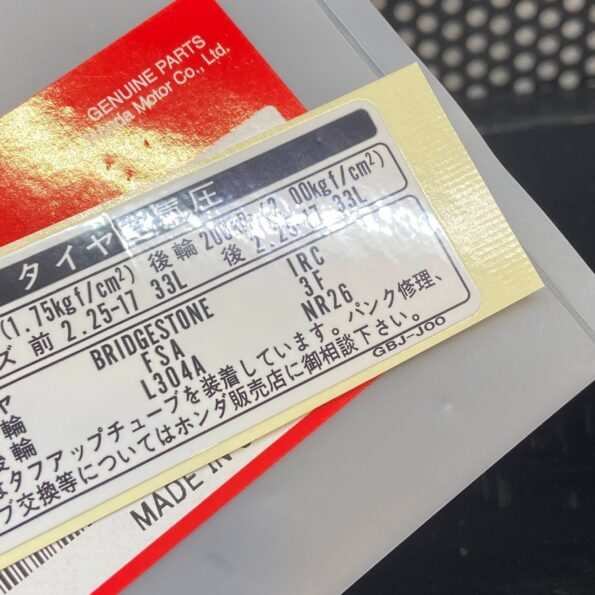 GENUINE PARTS
Honda Motor Co., Ltd.
タイヤ空気圧
(1.75kgf/cm²) 後輪 200kPa (2.00kgf/cm²)
ズ 前 2.25-17 33L 後 2.25-17 33L
ヤ BRIDGESTONE IRC
輪 FSA 3F
後輪 L304A NR26
はタフアップチューブを装着しています。パンク修理、
ブ交換等についてはホンダ販売店に御相談下さい。
GBJ-J00
MADE IN